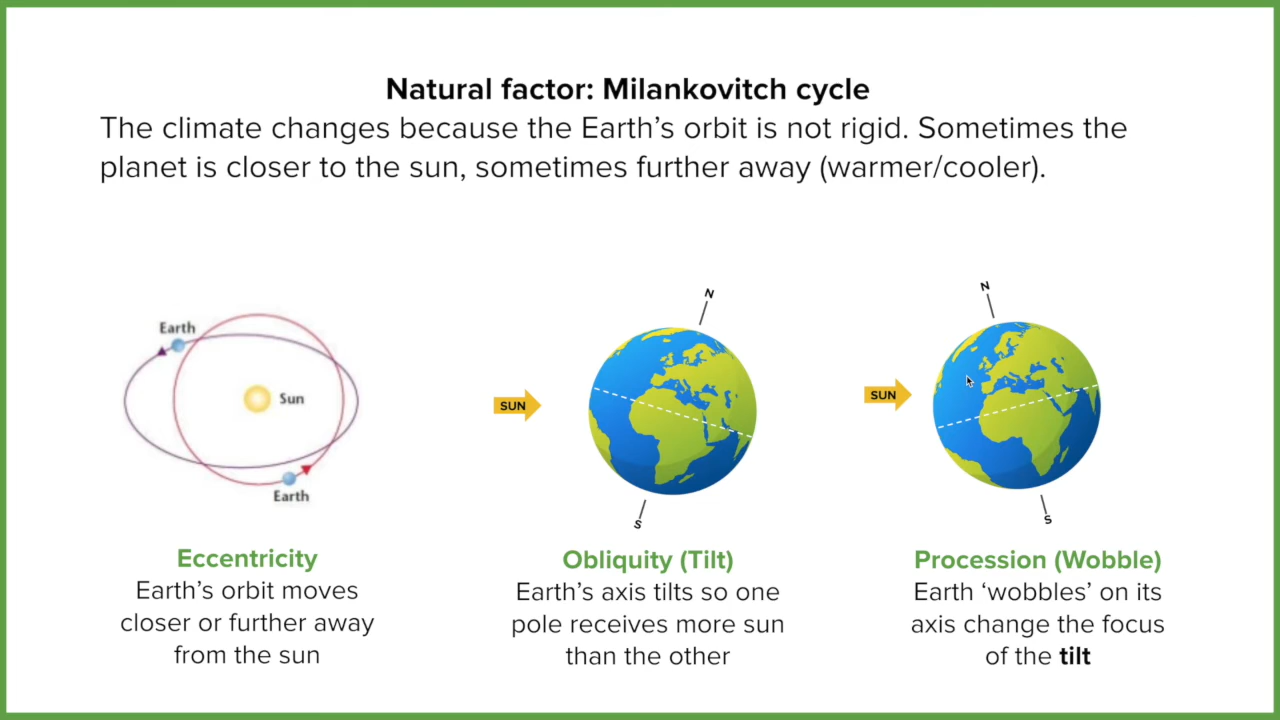 Natural factor: Milankovitch cycle
The climate changes because the Earth’s orbit is not rigid. Sometimes the
planet is closer to the sun, sometimes further away (warmer/cooler).
Earth
Sun
Earth
N
SUN
S
N
SUN
S
Eccentricity
Earth’s orbit moves
closer or further away
from the sun
Obliquity (Tilt)
Earth’s axis tilts so one
pole receives more sun
than the other
Procession (Wobble)
Earth ‘wobbles’ on its
axis change the focus
of the tilt